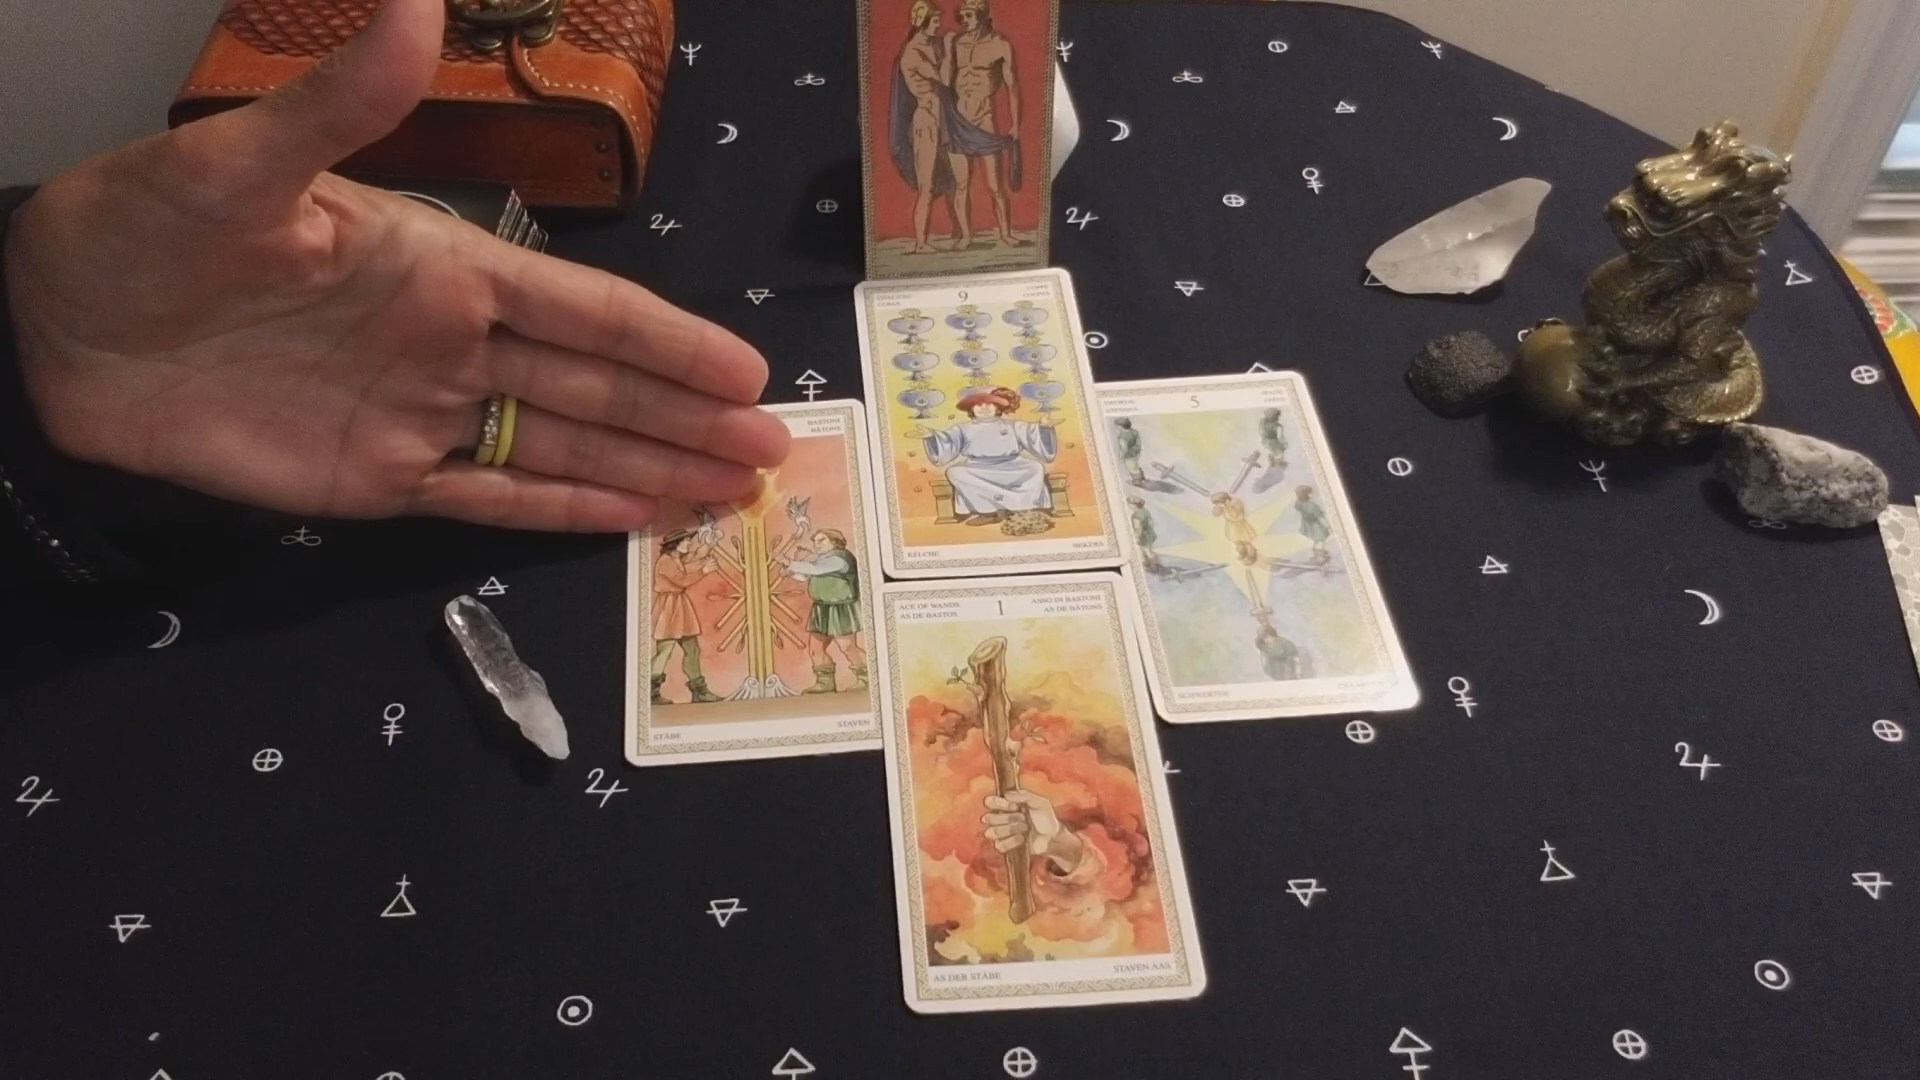 9
KELCHE
BEKERS
BASTONI
BÂTONS
STÄBE
STAVEN
5
SCHWERTER
ACE OF WANDS
AS DE BASTOS
1
ASSO DI BASTONI
AS DE BÂTONS
AS DER STÄBE
STAVEN AAS